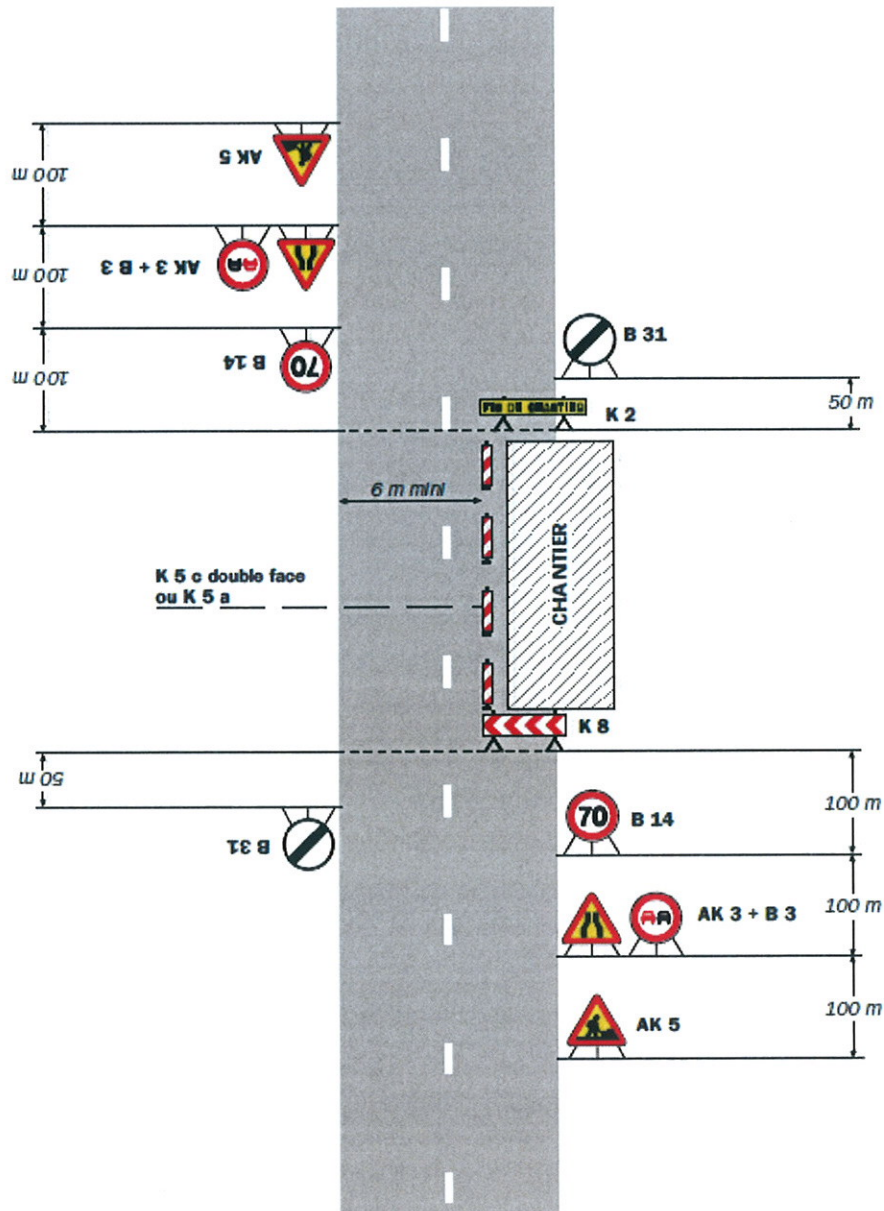 AK 5
100 m
AK 3 + B 3
100 m
70
B 14
100 m
B 31
50 m
FIN DE CHANTIER
K 2
6 m mini
CHANTIER
K 5 c double face
ou K 5 a
K 8
50 m
B 31
70
B 14
100 m
AK 3 + B 3
100 m
AK 5
100 m